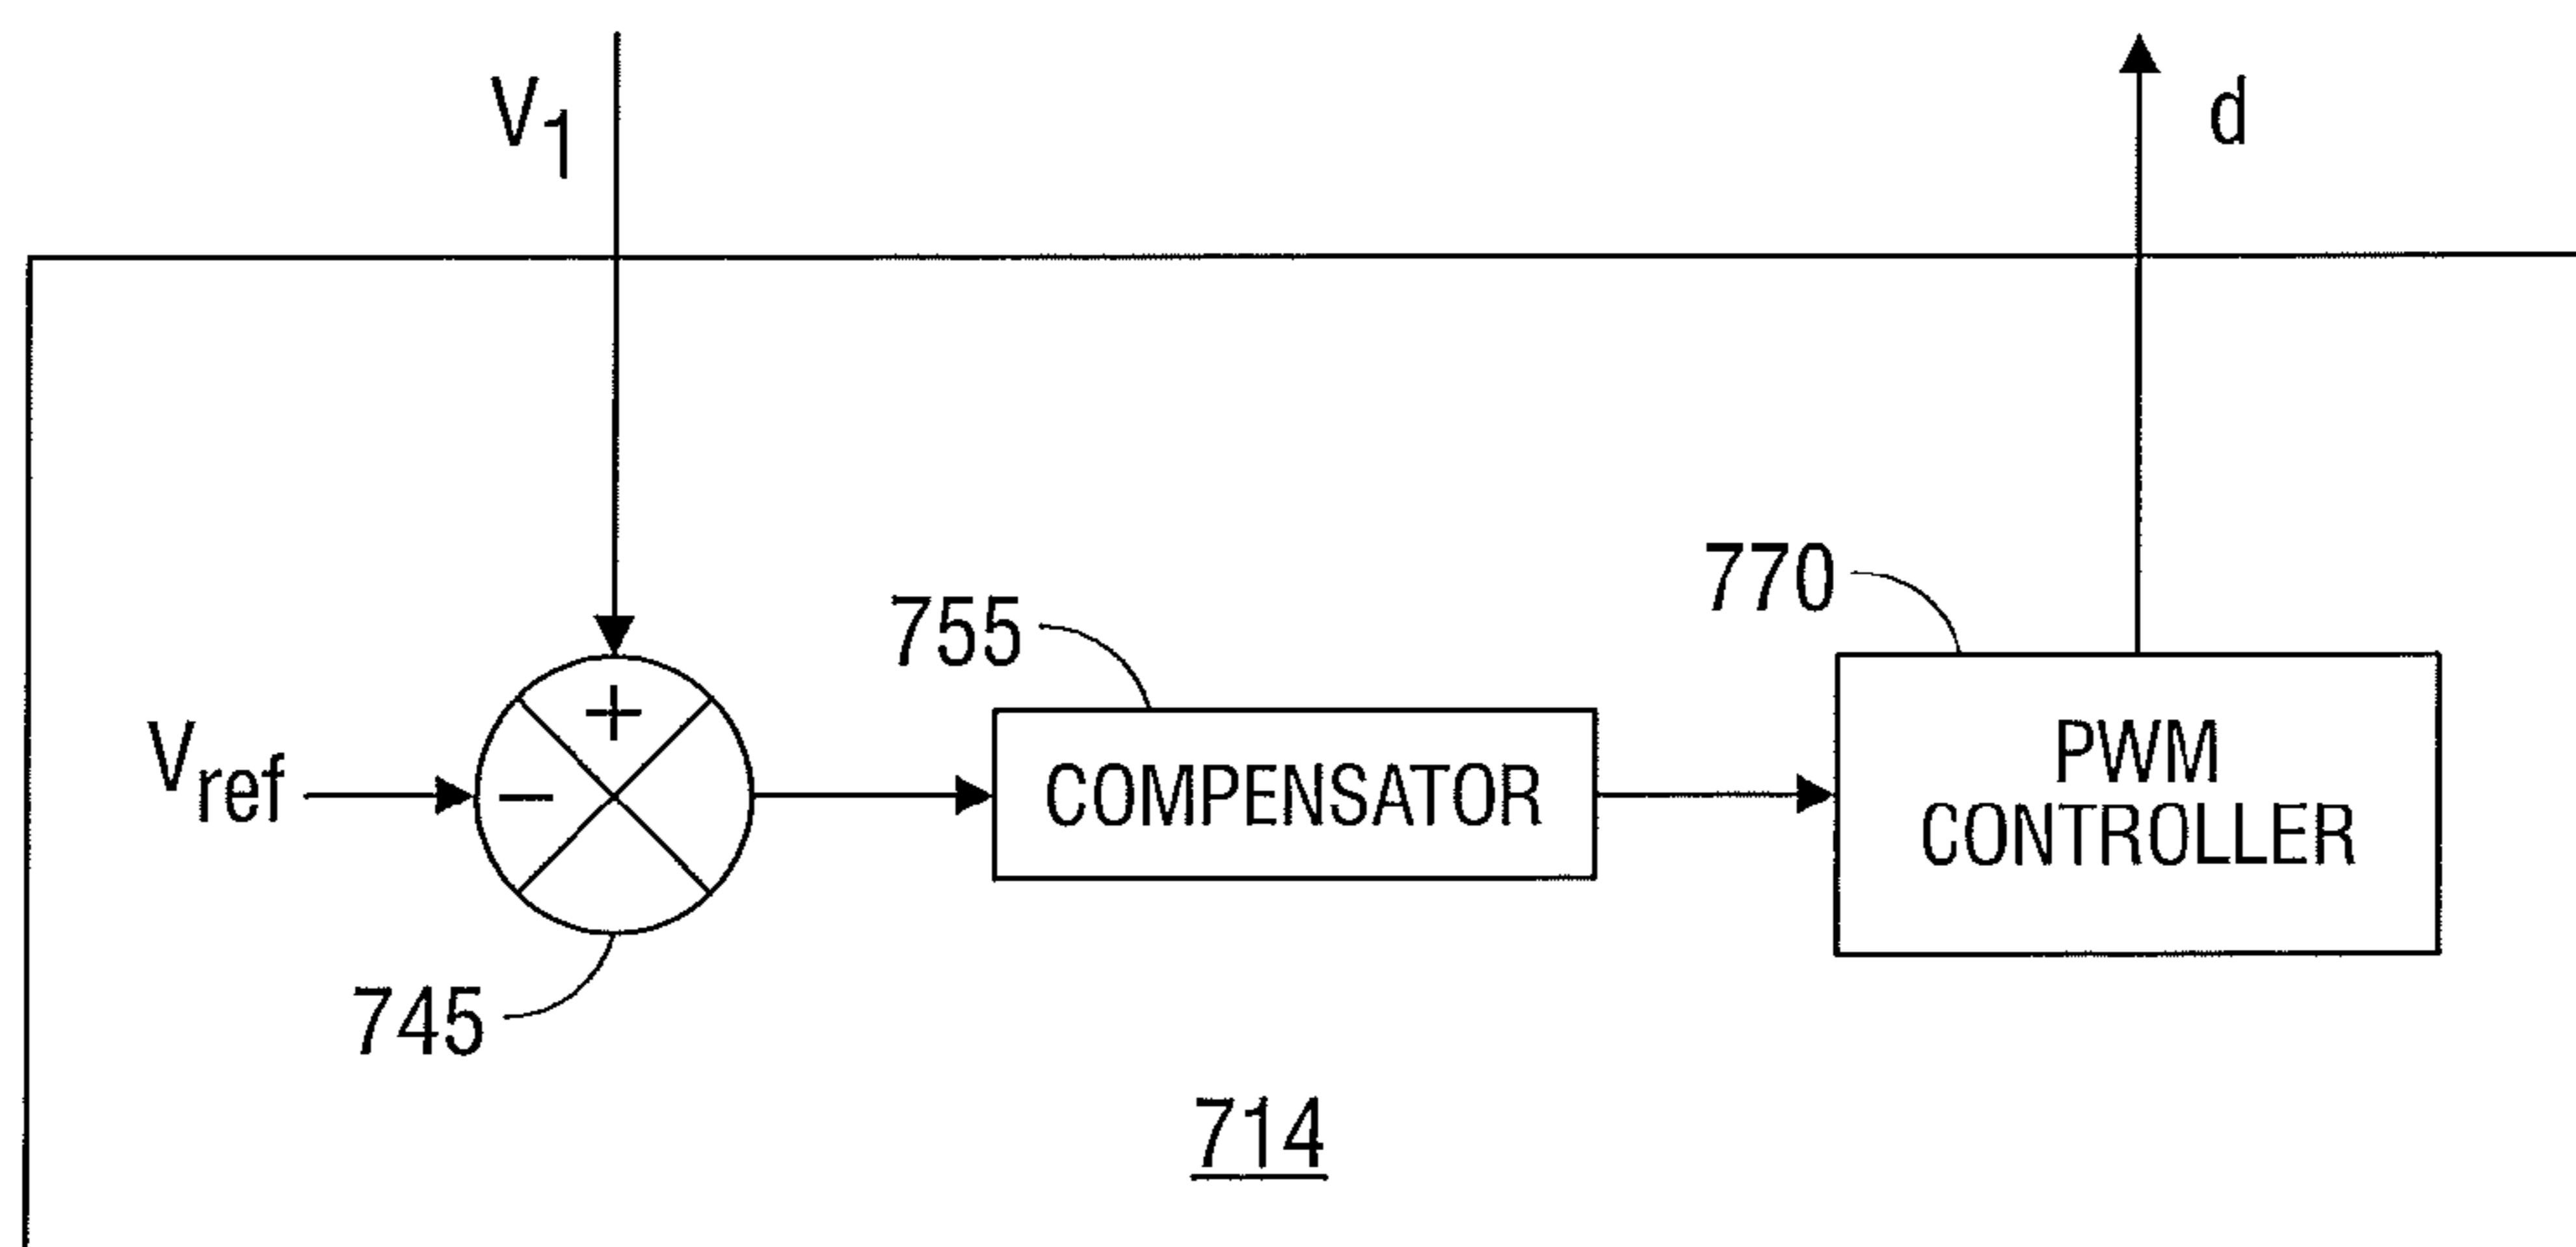 V1
d
770
755
Vref
+
−
COMPENSATOR
PWM
CONTROLLER
745
714